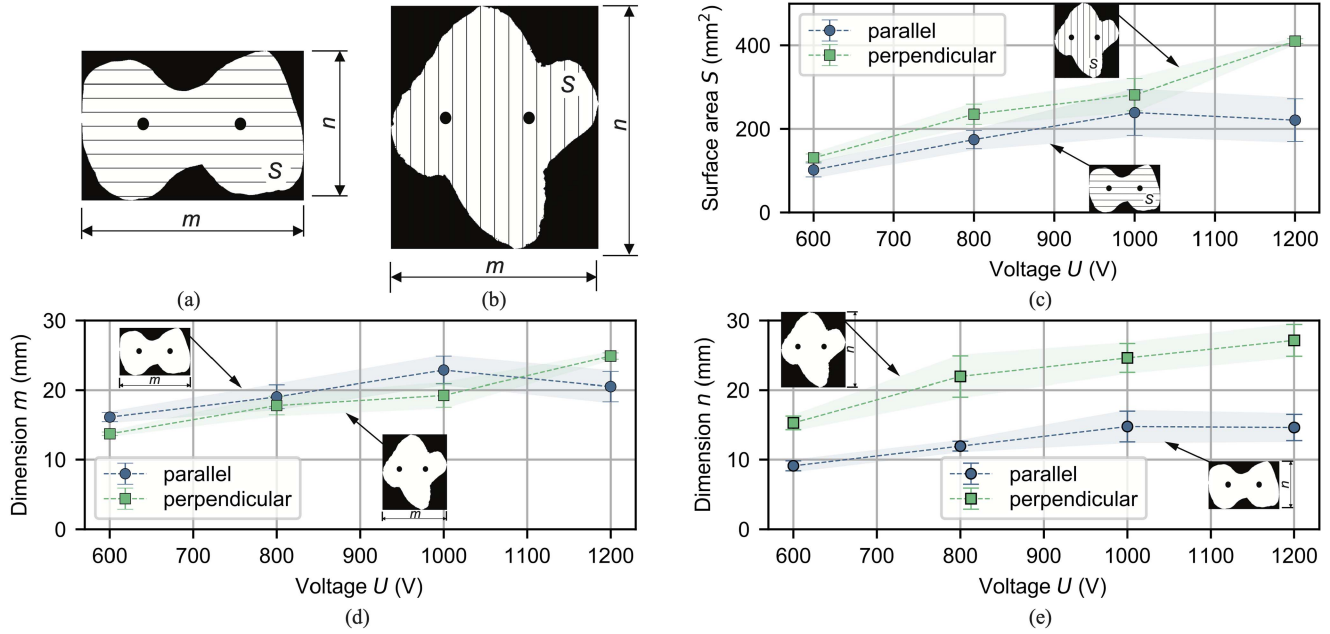 S
n
m
(a)
S
n
m
(b)
Surface area S (mm²)
400
200
0
parallel
perpendicular
S
S
600 700 800 900 1000 1100 1200
Voltage U (V)
(c)
Dimension m (mm)
30
20
10
0
m
m
parallel
perpendicular
600 700 800 900 1000 1100 1200
Voltage U (V)
(d)
Dimension n (mm)
30
20
10
0
n
n
parallel
perpendicular
600 700 800 900 1000 1100 1200
Voltage U (V)
(e)